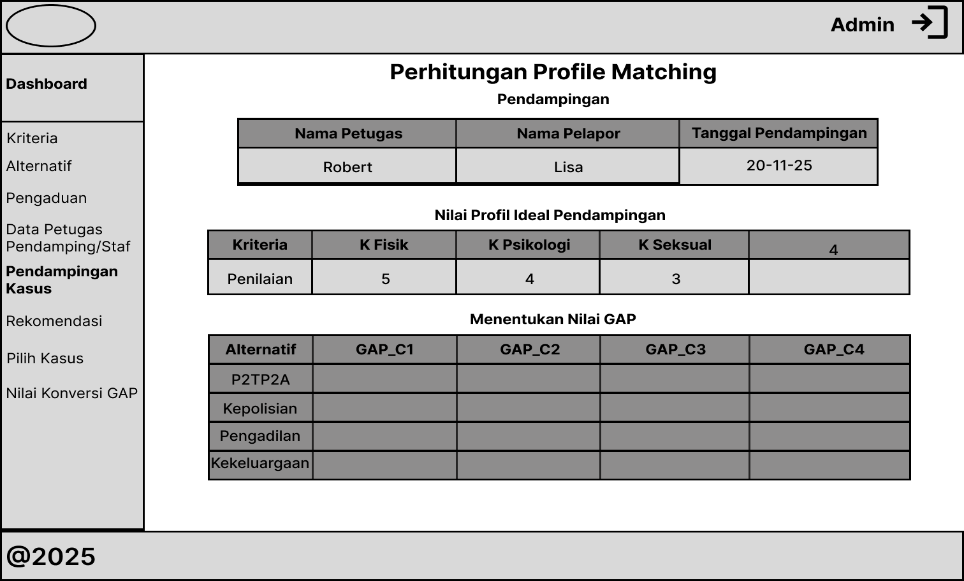 Admin
Dashboard
Kriteria
Alternatif
Pengaduan
Data Petugas
Pendamping/Staf
Pendampingan
Kasus
Rekomendasi
Pilih Kasus
Nilai Konversi GAP
Perhitungan Profile Matching
Pendampingan
Nama Petugas Nama Pelapor Tanggal Pendampingan
Robert Lisa 20-11-25
Nilai Profil Ideal Pendampingan
Kriteria K Fisik K Psikologi K Seksual 4
Penilaian 5 4 3
Menentukan Nilai GAP
Alternatif GAP_C1 GAP_C2 GAP_C3 GAP_C4
P2TP2A
Kepolisian
Pengadilan
Kekeluargaan
@2025